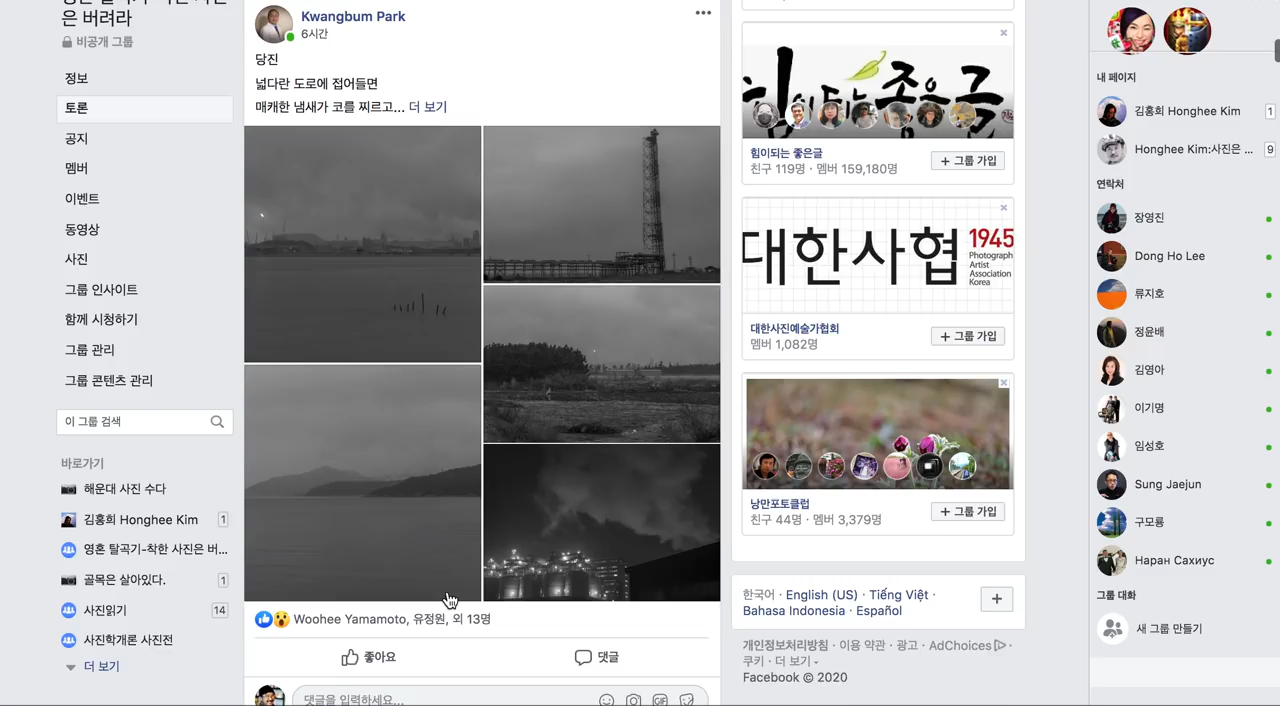 은 버려라
비공개 그룹
정보
토론
공지
멤버
이벤트
동영상
사진
그룹 인사이트
함께 시청하기
그룹 관리
그룹 콘텐츠 관리
이 그룹 검색
바로가기
해운대 사진 수다
김홍희 Honghee Kim 1
영혼 탈곡기-착한 사진은 버...
골목은 살아있다. 1
사진읽기 14
사진학개론 사진전
더 보기
Kwangbum Park
6시간
당진
넓다란 도로에 접어들면
매캐한 냄새가 코를 찌르고... 더 보기
Woohee Yamamoto, 유정원, 외 13명
좋아요
댓글
댓글을 입력하세요...
GIF
힘이되는 좋은글
힘이되는 좋은글
친구 119명 · 멤버 159,180명
+ 그룹 가입
대한사협
1945
Photograph
Artist
Association
Korea
대한사진예술가협회
멤버 1,082명
+ 그룹 가입
낭만포토클럽
친구 44명 · 멤버 3,379명
+ 그룹 가입
한국어 · English (US) · Tiếng Việt ·
Bahasa Indonesia · Español
개인정보처리방침 · 이용 약관 · 광고 · AdChoices ·
쿠키 · 더 보기
Facebook © 2020
내 페이지
김홍희 Honghee Kim 1
Honghee Kim:사진은 ... 9
연락처
장영진
Dong Ho Lee
류지호
정윤배
김영아
이기명
임성호
Sung Jaejun
구모룡
Наран Сахиус
그룹 대화
새 그룹 만들기